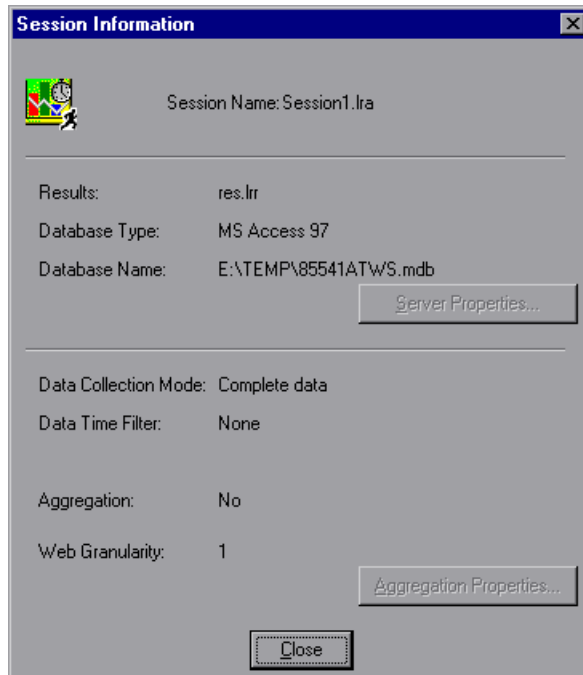 Session Information
Session Name: Session1.lra
Results: res.lrr
Database Type: MS Access 97
Database Name: E:\TEMP\85541ATWS.mdb
Server Properties...
Data Collection Mode: Complete data
Data Time Filter: None
Aggregation: No
Web Granularity: 1
Aggregation Properties...
Close